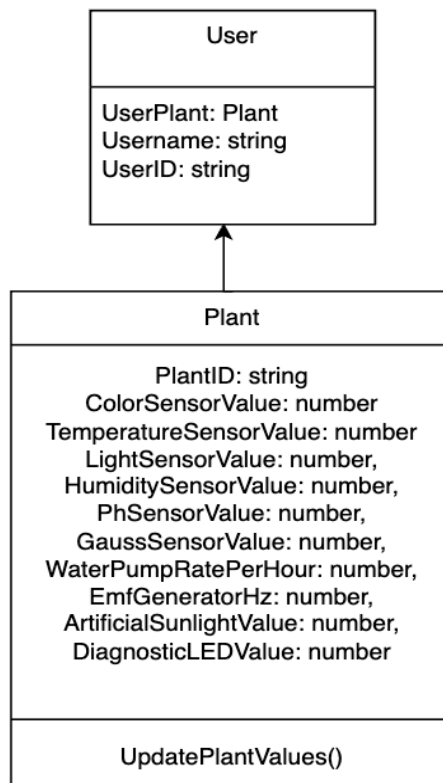 User
UserPlant: Plant
Username: string
UserID: string
Plant
PlantID: string
ColorSensorValue: number
TemperatureSensorValue: number
LightSensorValue: number,
HumiditySensorValue: number,
PhSensorValue: number,
GaussSensorValue: number,
WaterPumpRatePerHour: number,
EmfGeneratorHz: number,
ArtificialSunlightValue: number,
DiagnosticLEDValue: number
UpdatePlantValues()